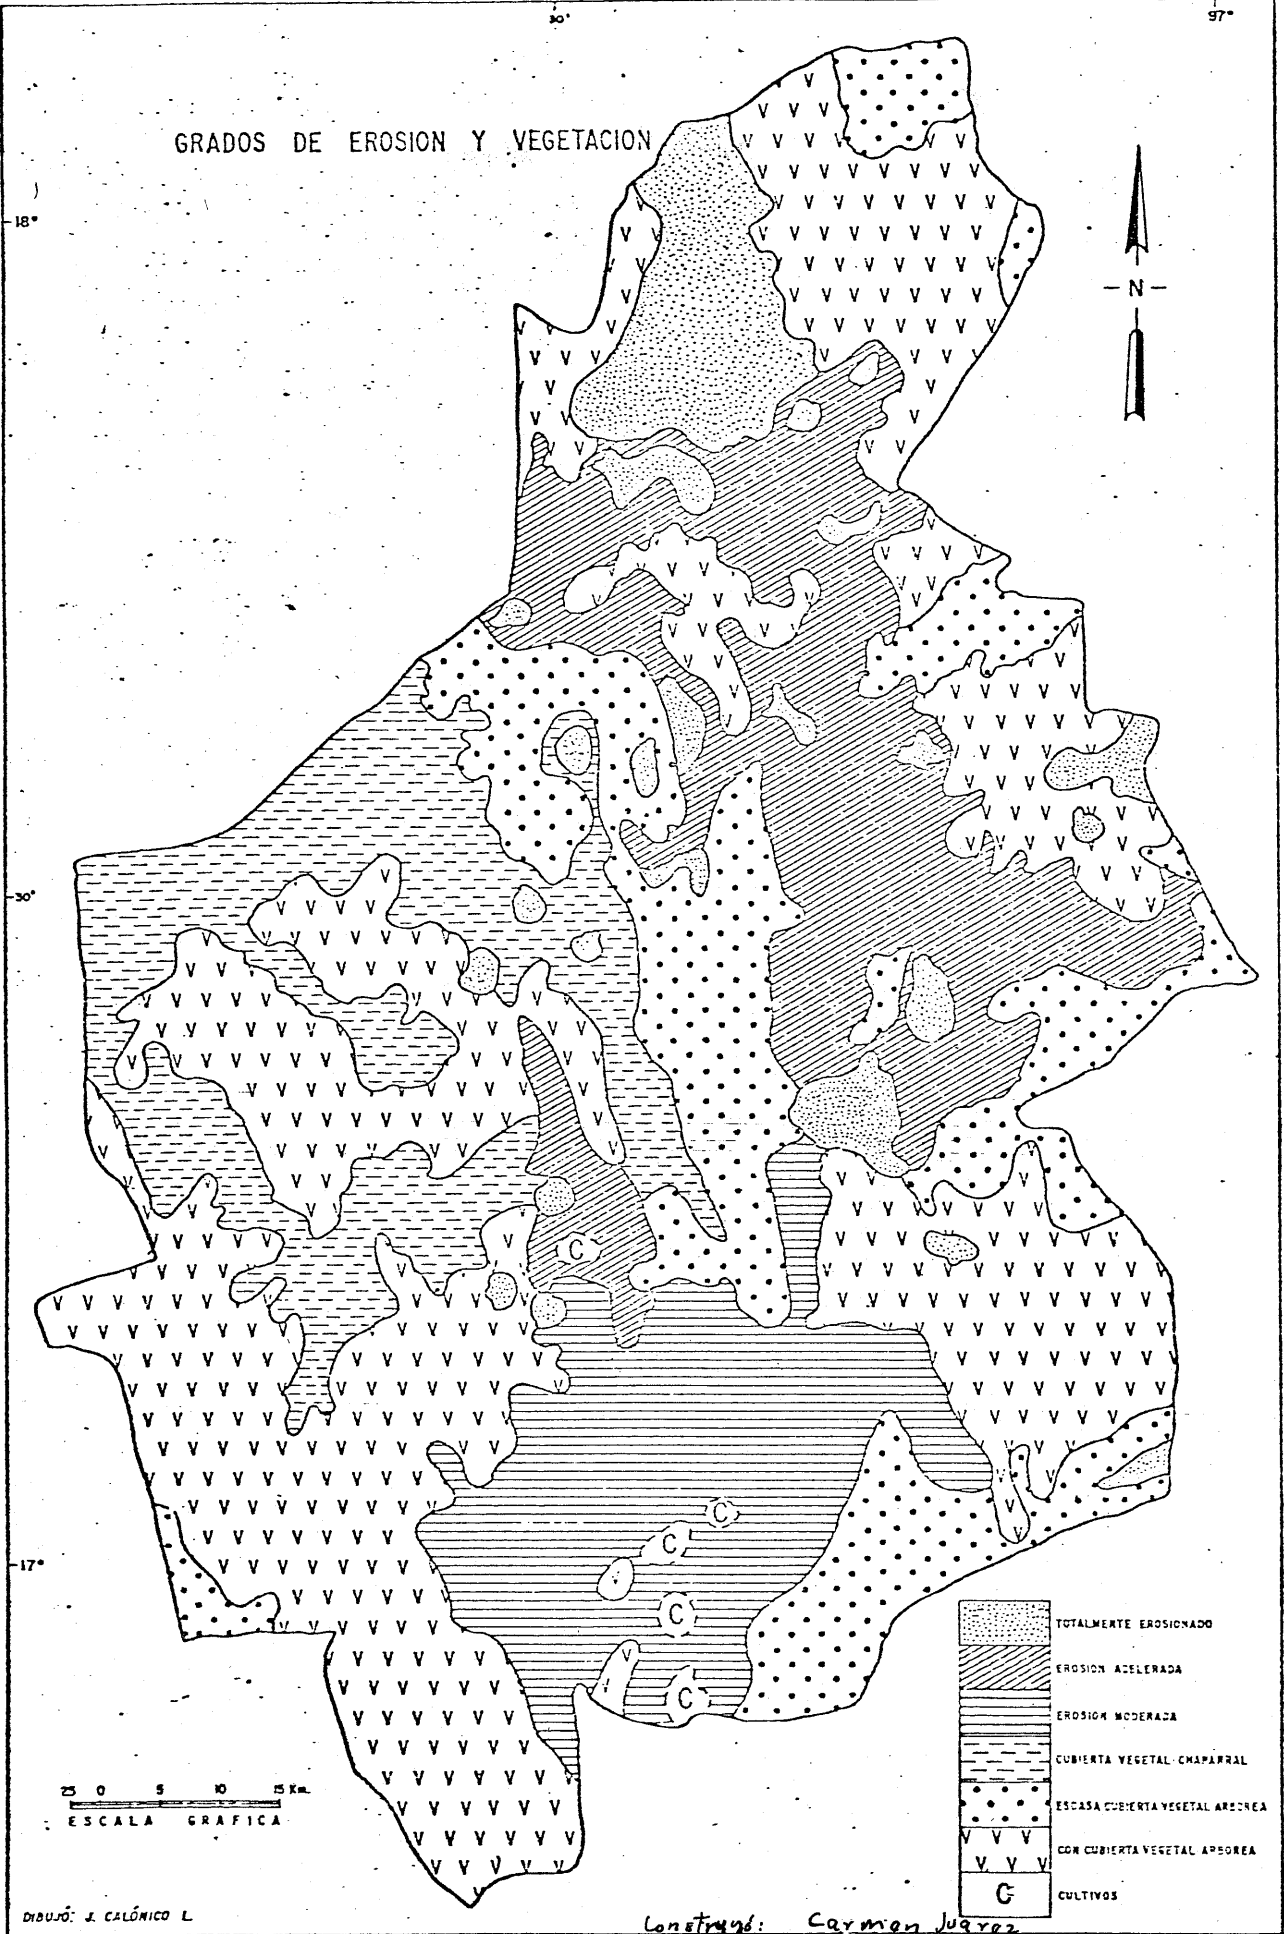 30°
97°
GRADOS DE EROSION Y VEGETACION
18°
N
30°
17°
C
C
C
C
C
TOTALMENTE EROSIONADO
EROSION ACELERADA
EROSION MODERADA
CUBIERTA VEGETAL-CHAPARRAL
ESCASA CUBIERTA VEGETAL ARBOREA
CON CUBIERTA VEGETAL ARBOREA
C CULTIVOS
25 0 5 10 15 Km.
ESCALA GRAFICA
DIBUJÓ: J. CALÓNICO L.
Construyó: Carmen Juárez